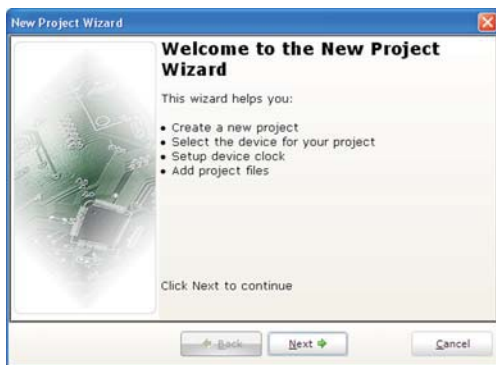 New Project Wizard
Welcome to the New Project
Wizard
This wizard helps you:
• Create a new project
• Select the device for your project
• Setup device clock
• Add project files
Click Next to continue
Back
Next
Cancel